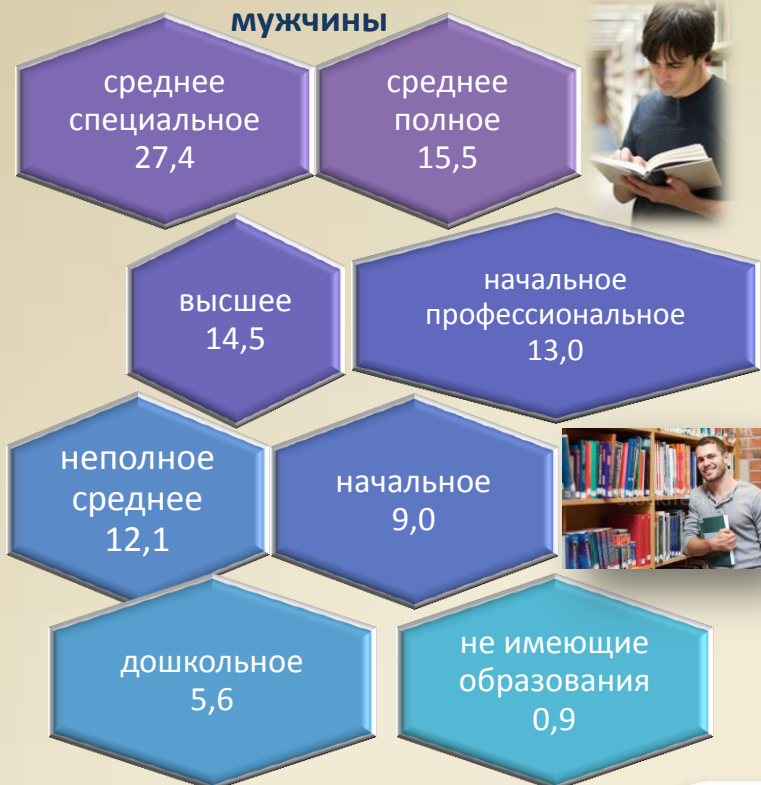 мужчины
среднее
специальное
27,4
среднее
полное
15,5
высшее
14,5
начальное
профессиональное
13,0
неполное
среднее
12,1
начальное
9,0
дошкольное
5,6
не имеющие
образования
0,9